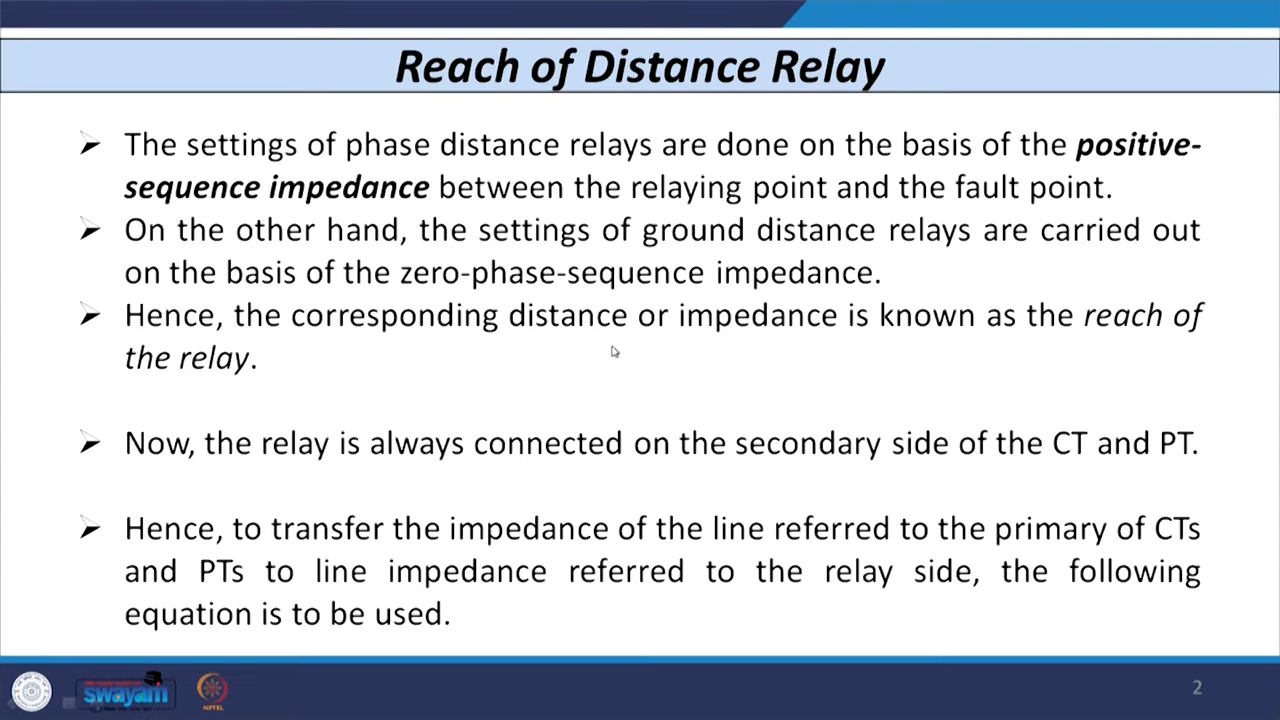 Reach of Distance Relay
➢ The settings of phase distance relays are done on the basis of the positive-
sequence impedance between the relaying point and the fault point.
➢ On the other hand, the settings of ground distance relays are carried out
on the basis of the zero-phase-sequence impedance.
➢ Hence, the corresponding distance or impedance is known as the reach of
the relay.
➢ Now, the relay is always connected on the secondary side of the CT and PT.
➢ Hence, to transfer the impedance of the line referred to the primary of CTs
and PTs to line impedance referred to the relay side, the following
equation is to be used.
swayam
NPTEL
2